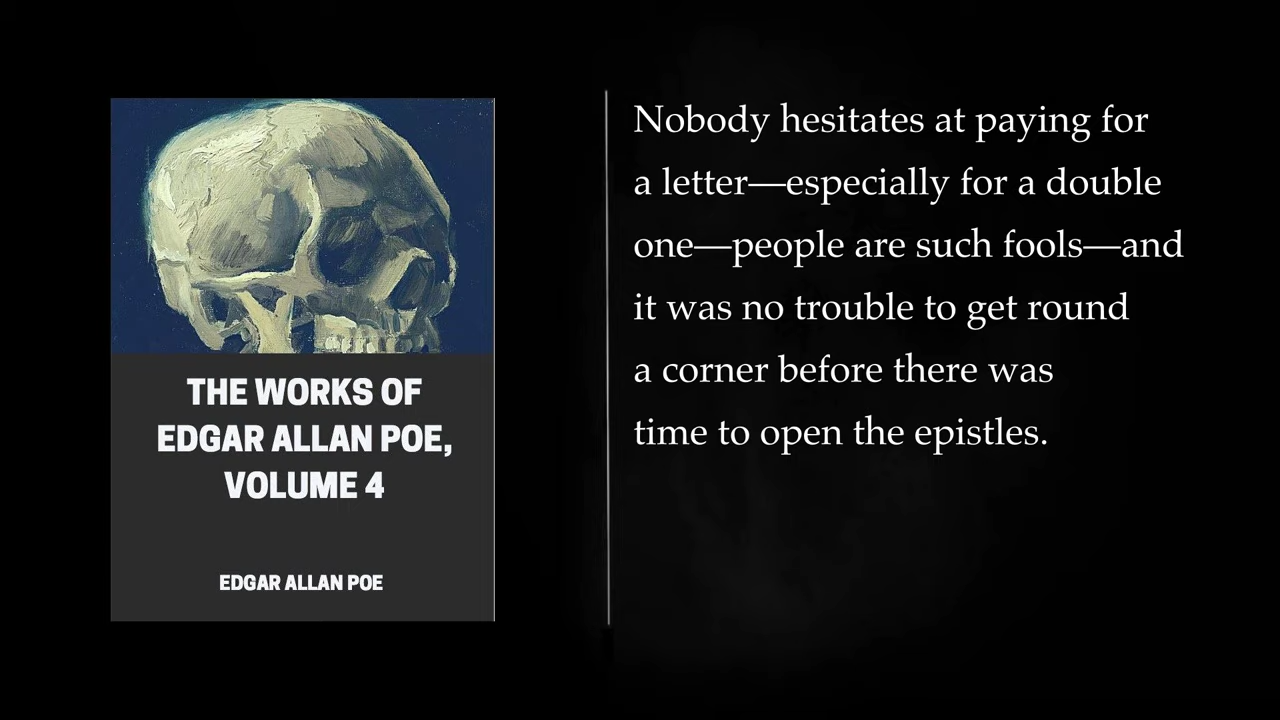 THE WORKS OF
EDGAR ALLAN POE,
VOLUME 4
EDGAR ALLAN POE
Nobody hesitates at paying for
a letter—especially for a double
one—people are such fools—and
it was no trouble to get round
a corner before there was
time to open the epistles.